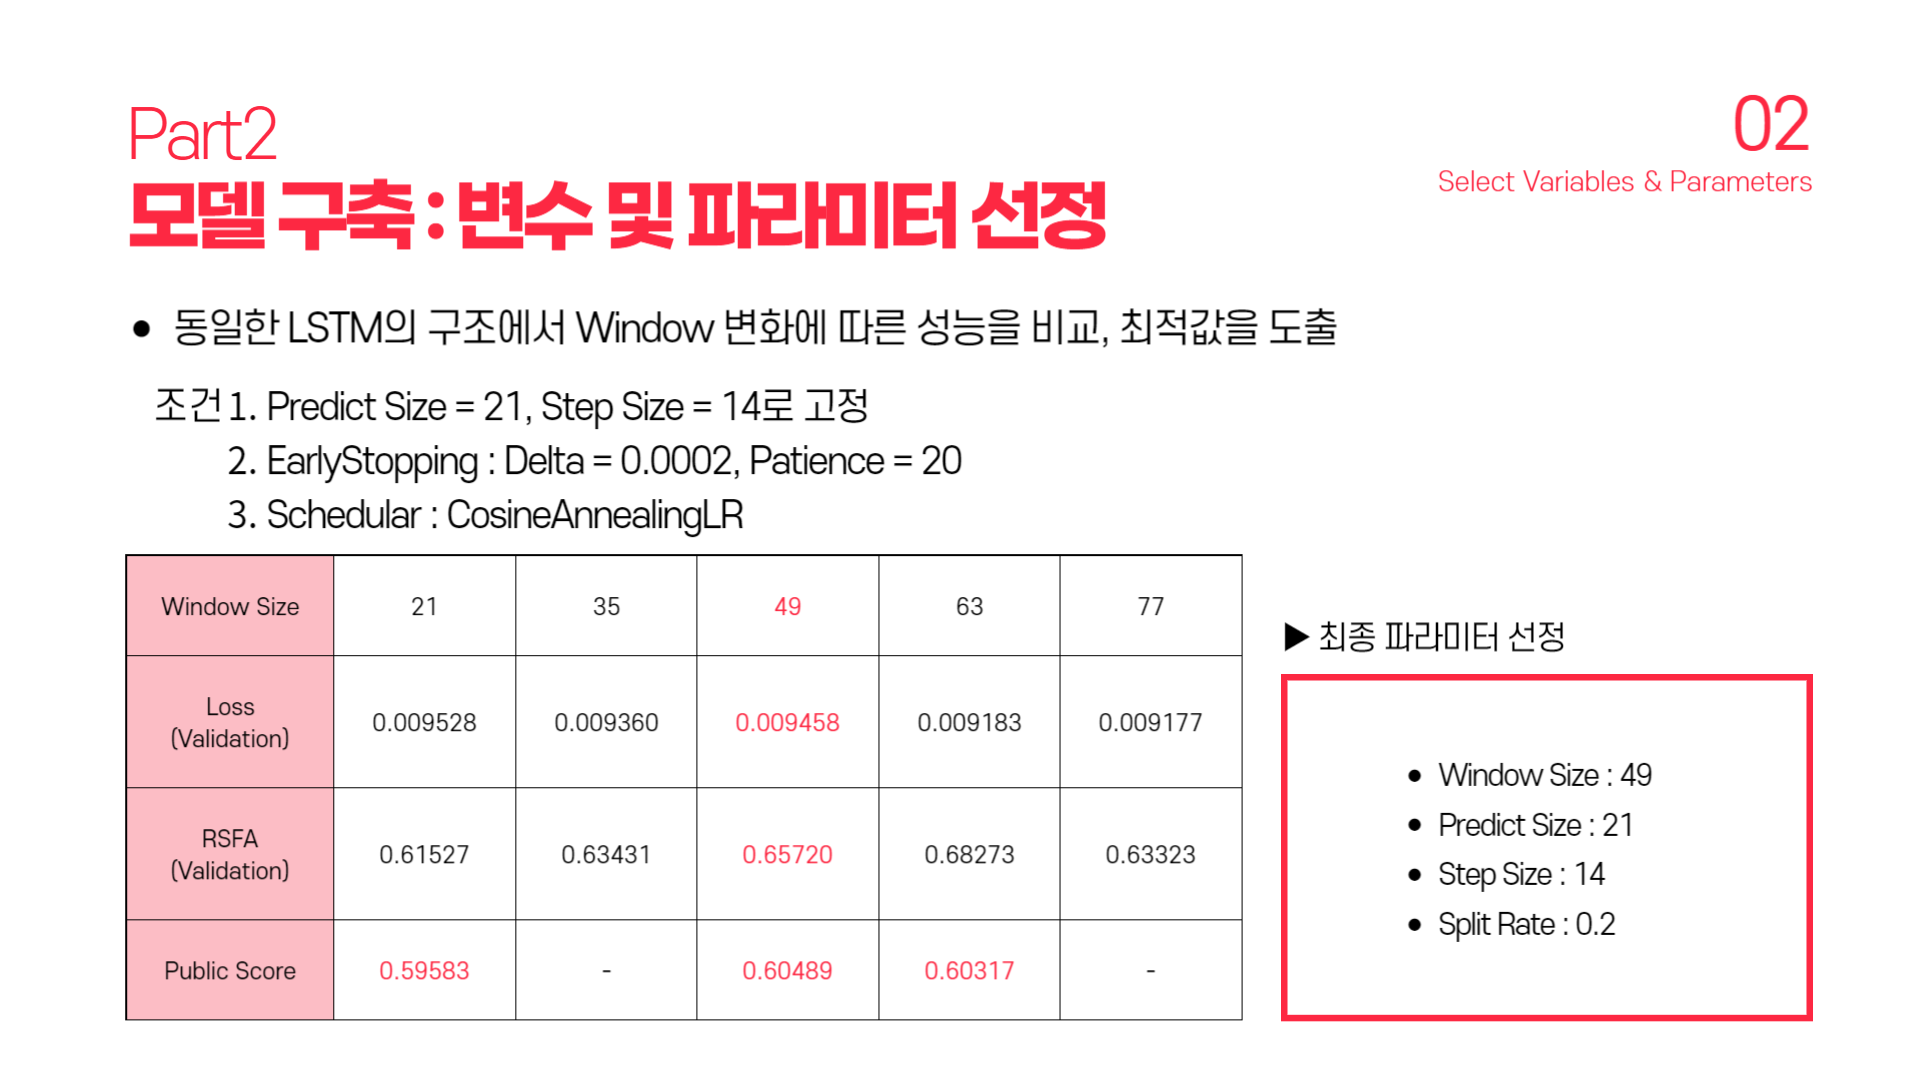 Part2
모델 구축 : 변수 및 파라미터 선정
02
Select Variables & Parameters
● 동일한 LSTM의 구조에서 Window 변화에 따른 성능을 비교, 최적값을 도출
조건 1. Predict Size = 21, Step Size = 14로 고정
2. EarlyStopping : Delta = 0.0002, Patience = 20
3. Schedular : CosineAnnealingLR
Window Size 21 35 49 63 77
Loss
(Validation) 0.009528 0.009360 0.009458 0.009183 0.009177
RSFA
(Validation) 0.61527 0.63431 0.65720 0.68273 0.63323
Public Score 0.59583 - 0.60489 0.60317 -
▶ 최종 파라미터 선정
● Window Size : 49
● Predict Size : 21
● Step Size : 14
● Split Rate : 0.2